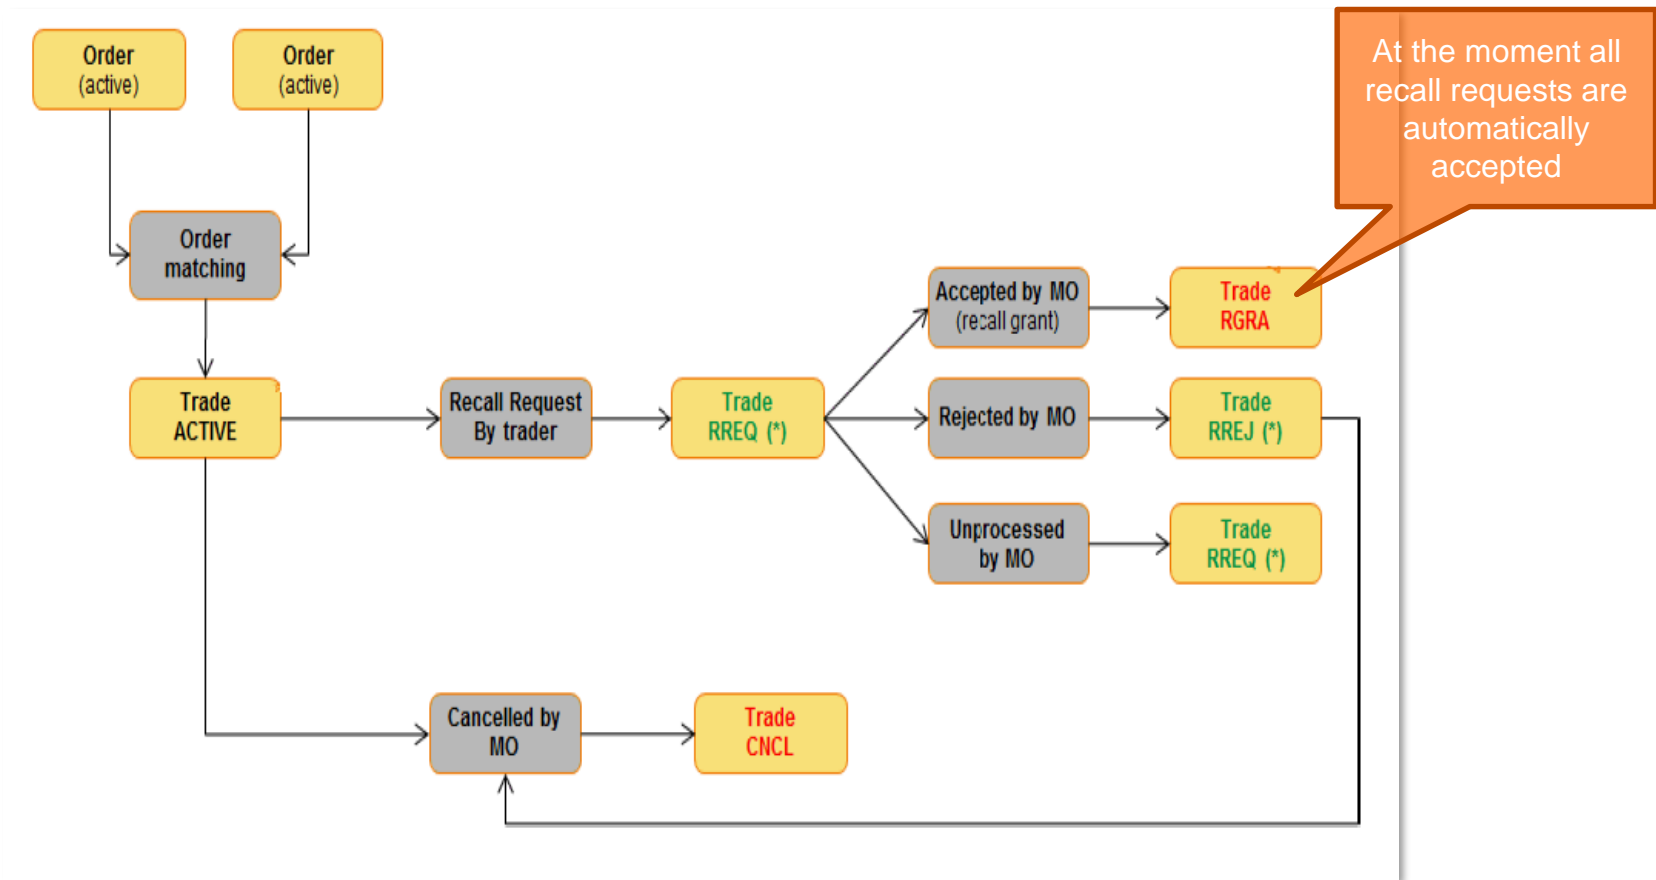 Order
(active)
Order
(active)
At the moment all
recall requests are
automatically
accepted
Order
matching
Accepted by MO
(recall grant)
Trade
RGRA
Trade
ACTIVE
Recall Request
By trader
Trade
RREQ (*)
Rejected by MO
Trade
RREJ (*)
Unprocessed
by MO
Trade
RREQ (*)
Cancelled by
MO
Trade
CNCL